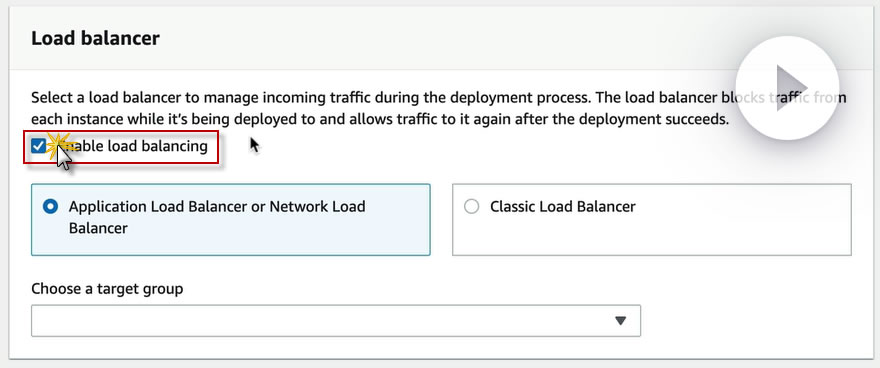 Load balancer
Select a load balancer to manage incoming traffic during the deployment process. The load balancer blocks traffic from
each instance while it's being deployed to and allows traffic to it again after the deployment succeeds.
Enable load balancing
Application Load Balancer or Network Load
Balancer
Classic Load Balancer
Choose a target group